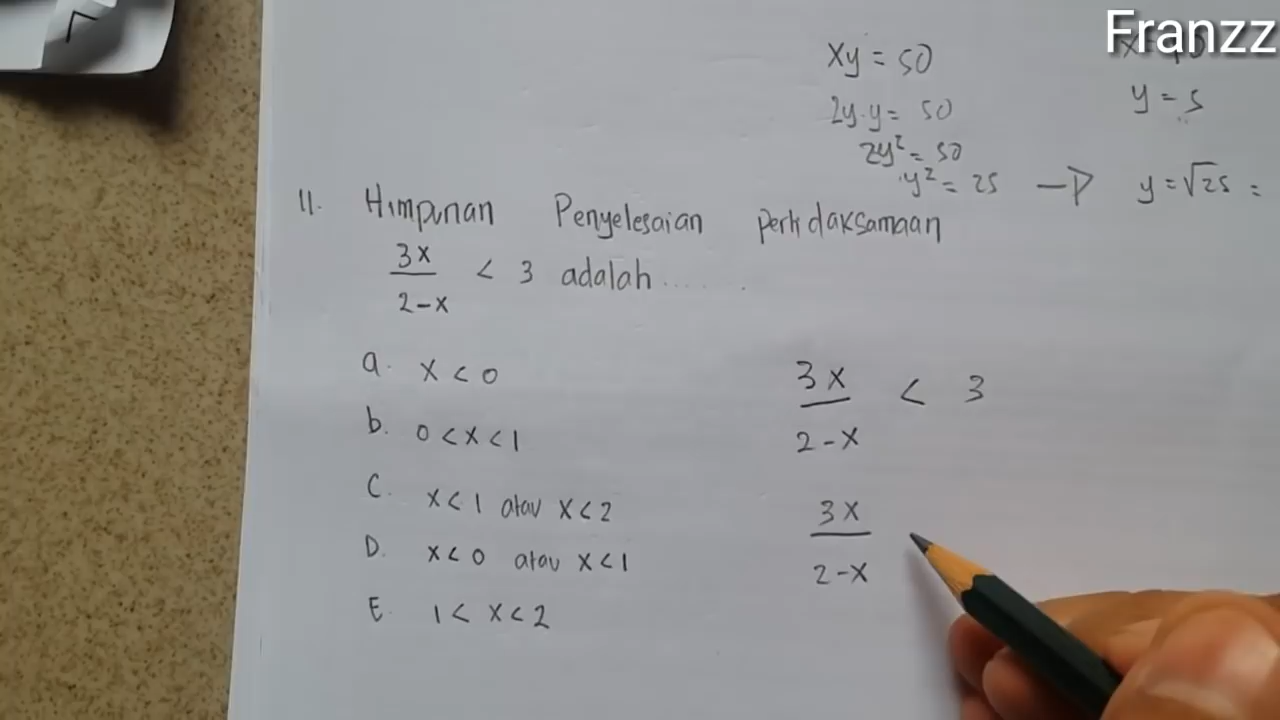 Franzz
xy = 50
2y.y = 50
2y² = 50
y² = 25 → y = √25 =
y = 5
11. Himpunan Penyelesaian pertidaksamaan
3x
2-x
< 3 adalah ........
a. x < 0
b. 0 < x < 1
C. x < 1 atau x < 2
D. x < 0 atau x < 1
E. 1 < x < 2
3x
2-x
< 3
3x
2-x